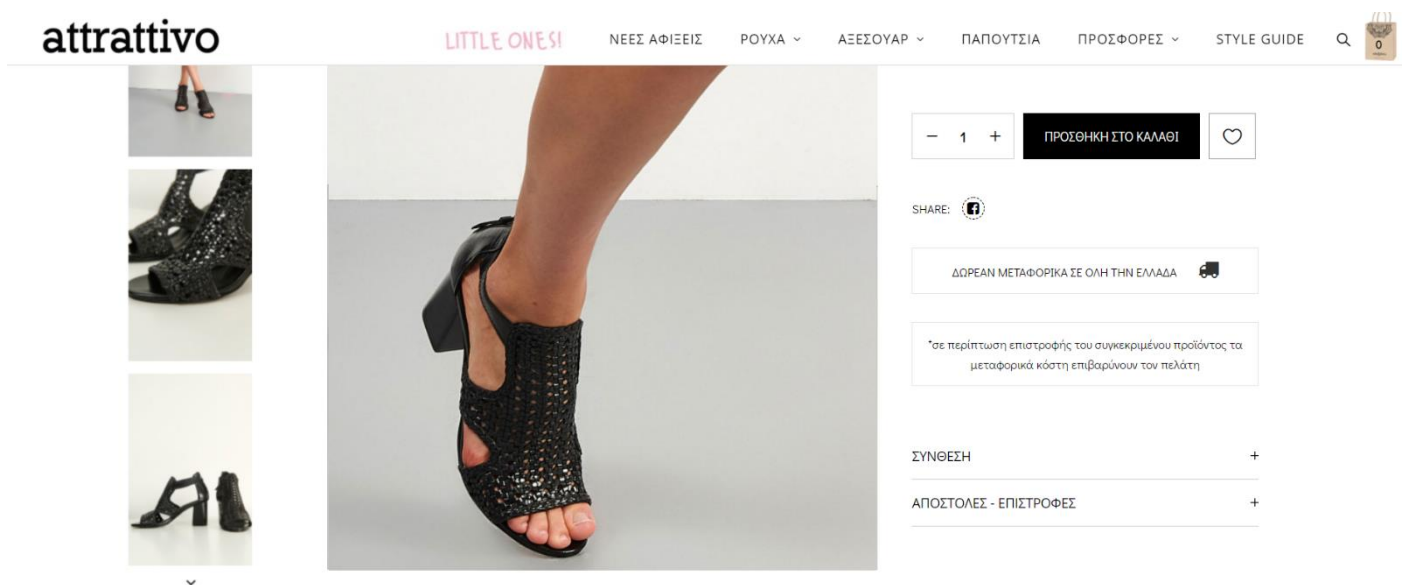 attrattivo
LITTLE ONES!
ΝΕΕΣ ΑΦΙΞΕΙΣ
ΡΟΥΧΑ
ΑΞΕΣΟΥΑΡ
ΠΑΠΟΥΤΣΙΑ
ΠΡΟΣΦΟΡΕΣ
STYLE GUIDE
0
- 1 +
ΠΡΟΣΘΗΚΗ ΣΤΟ ΚΑΛΑΘΙ
SHARE:
ΔΩΡΕΑΝ ΜΕΤΑΦΟΡΙΚΑ ΣΕ ΟΛΗ ΤΗΝ ΕΛΛΑΔΑ
*σε περίπτωση επιστροφής του συγκεκριμένου προϊόντος τα
μεταφορικά κόστη επιβαρύνουν τον πελάτη
ΣΥΝΘΕΣΗ +
ΑΠΟΣΤΟΛΕΣ - ΕΠΙΣΤΡΟΦΕΣ +